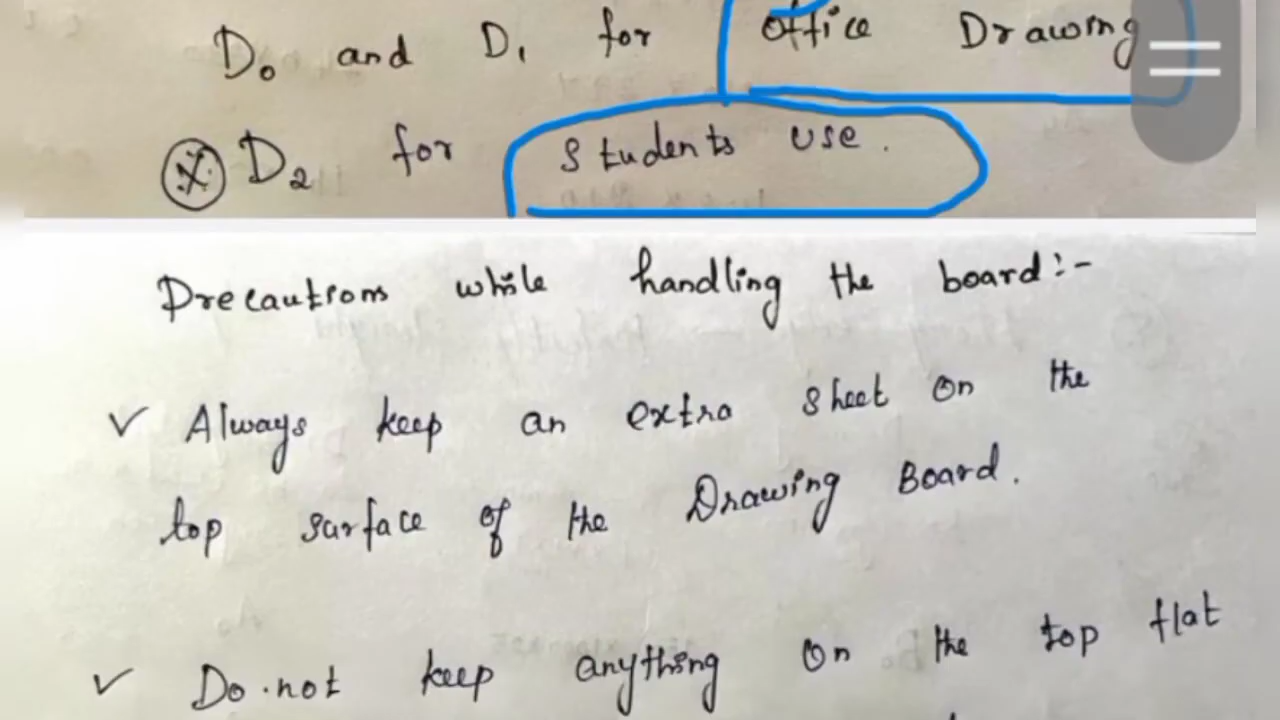 D₀ and D₁ for office Drawing
D₂ for students use.
Precautions while handling the board:-
✓ Always keep an extra sheet on the
top surface of the Drawing Board.
✓ Do not keep anything on the top flat